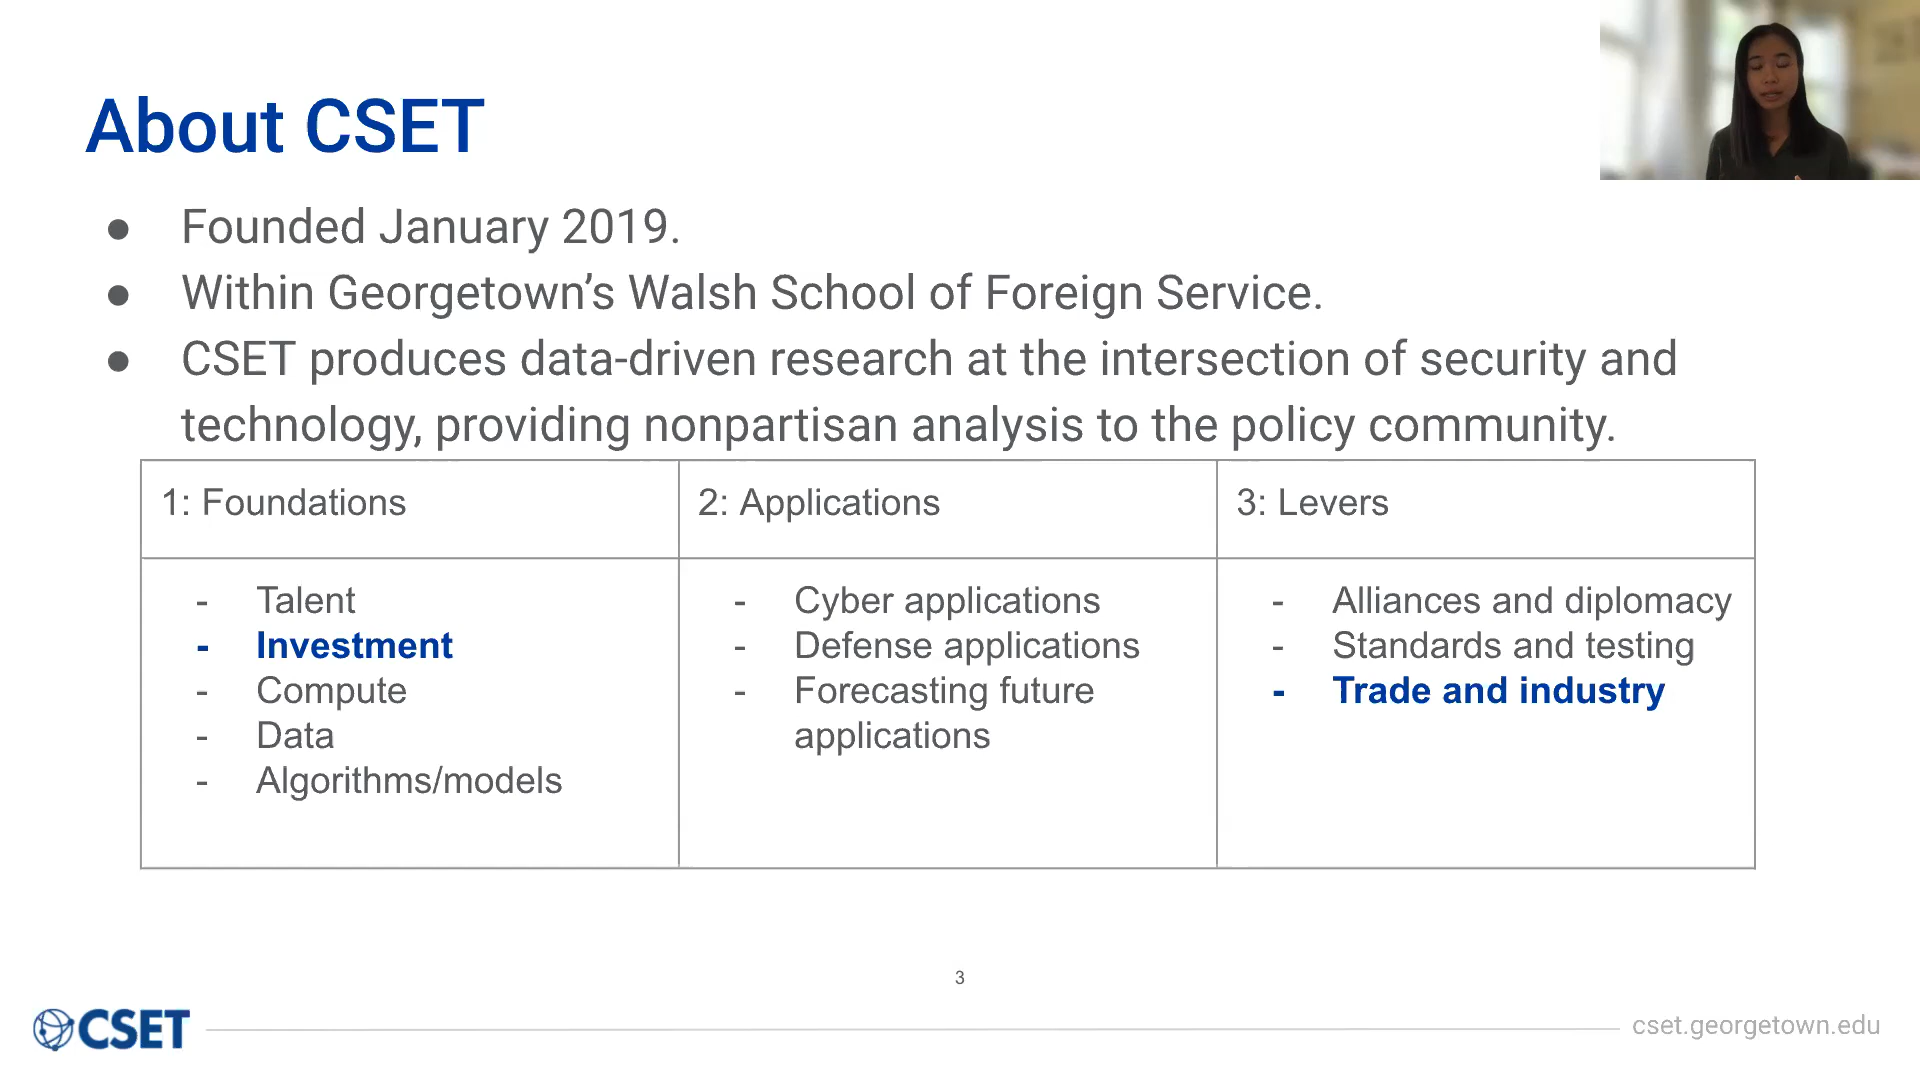 About CSET
● Founded January 2019.
● Within Georgetown’s Walsh School of Foreign Service.
● CSET produces data-driven research at the intersection of security and
technology, providing nonpartisan analysis to the policy community.
1: Foundations
- Talent
- Investment
- Compute
- Data
- Algorithms/models
2: Applications
- Cyber applications
- Defense applications
- Forecasting future
applications
3: Levers
- Alliances and diplomacy
- Standards and testing
- Trade and industry
3
CSET
cset.georgetown.edu